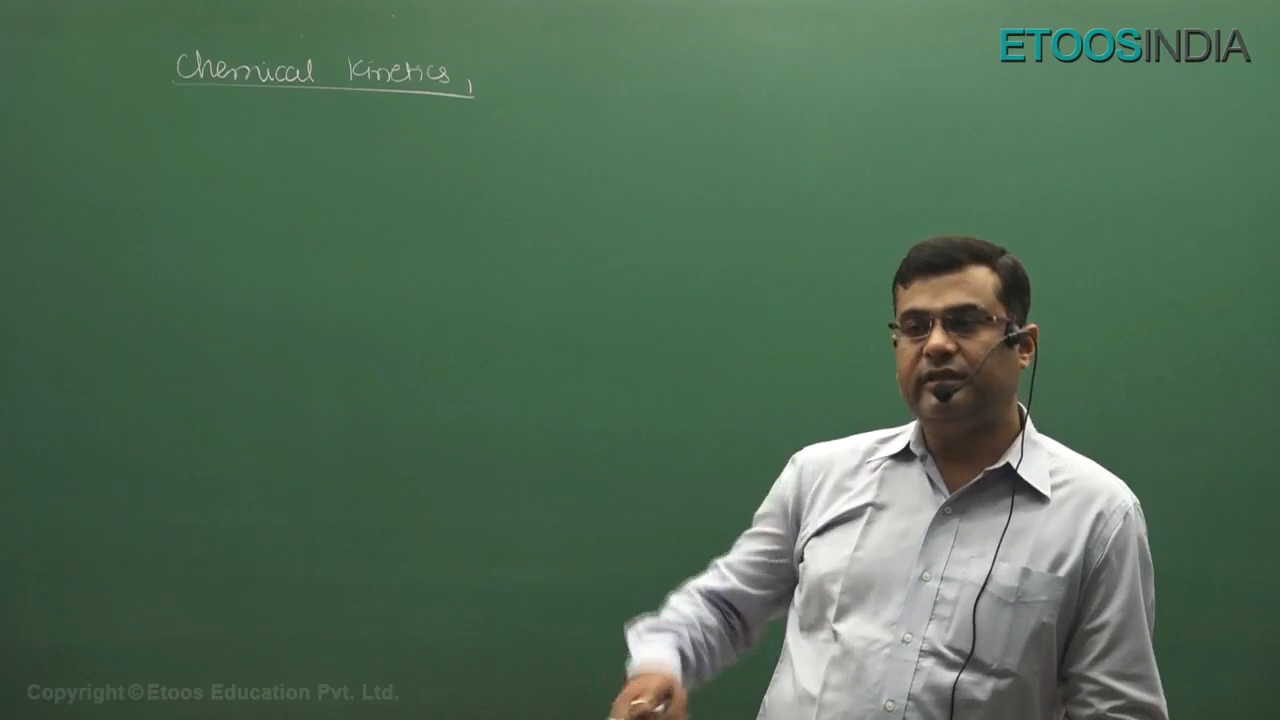 Chemical Kinetics,
ETOOSINDIA
Copyright © Etoos Education Pvt. Ltd.